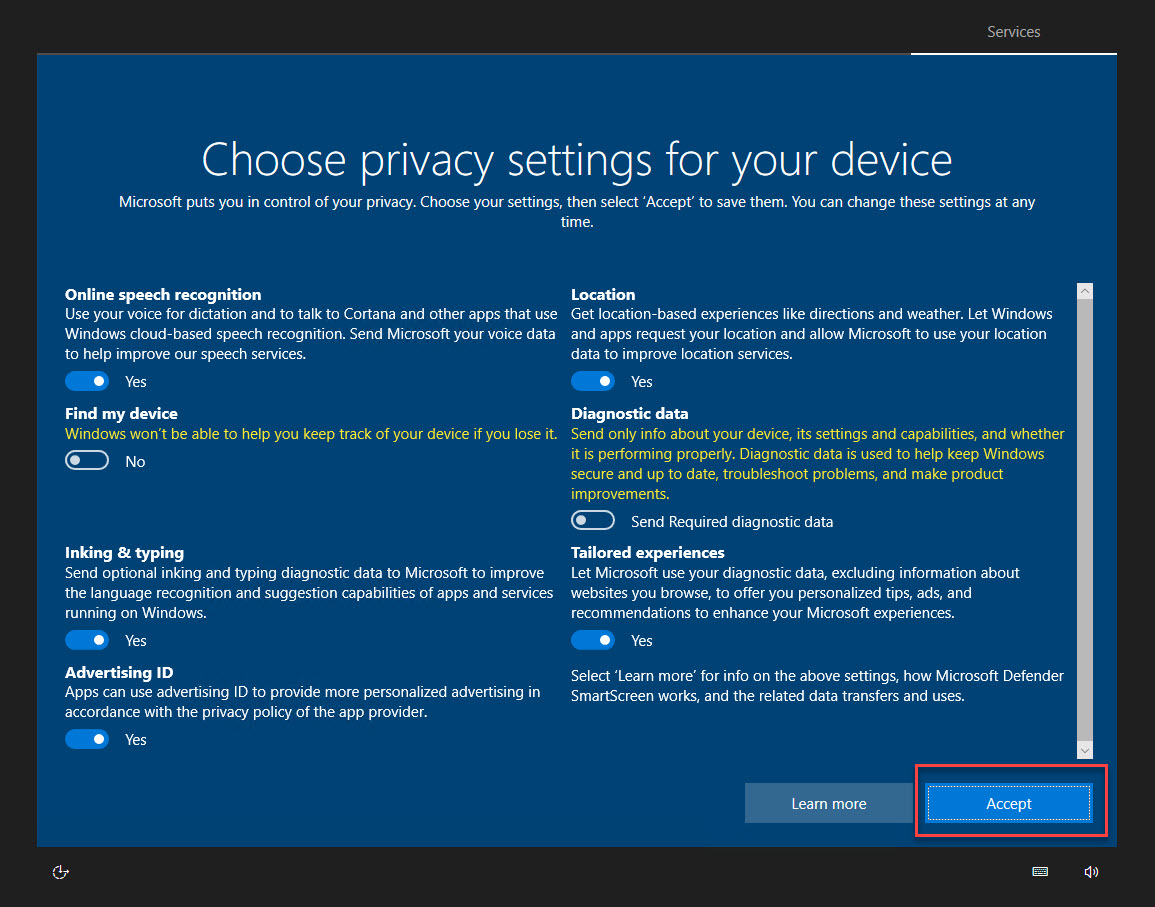 Services
Choose privacy settings for your device
Microsoft puts you in control of your privacy. Choose your settings, then select ‘Accept’ to save them. You can change these settings at any
time.
Online speech recognition
Use your voice for dictation and to talk to Cortana and other apps that use
Windows cloud-based speech recognition. Send Microsoft your voice data
to help improve our speech services.
Yes
Location
Get location-based experiences like directions and weather. Let Windows
and apps request your location and allow Microsoft to use your location
data to improve location services.
Yes
Find my device
Windows won’t be able to help you keep track of your device if you lose it.
No
Diagnostic data
Send only info about your device, its settings and capabilities, and whether
it is performing properly. Diagnostic data is used to help keep Windows
secure and up to date, troubleshoot problems, and make product
improvements.
Send Required diagnostic data
Inking & typing
Send optional inking and typing diagnostic data to Microsoft to improve
the language recognition and suggestion capabilities of apps and services
running on Windows.
Yes
Tailored experiences
Let Microsoft use your diagnostic data, excluding information about
websites you browse, to offer you personalized tips, ads, and
recommendations to enhance your Microsoft experiences.
Yes
Advertising ID
Apps can use advertising ID to provide more personalized advertising in
accordance with the privacy policy of the app provider.
Yes
Select ‘Learn more’ for info on the above settings, how Microsoft Defender
SmartScreen works, and the related data transfers and uses.
Learn more
Accept